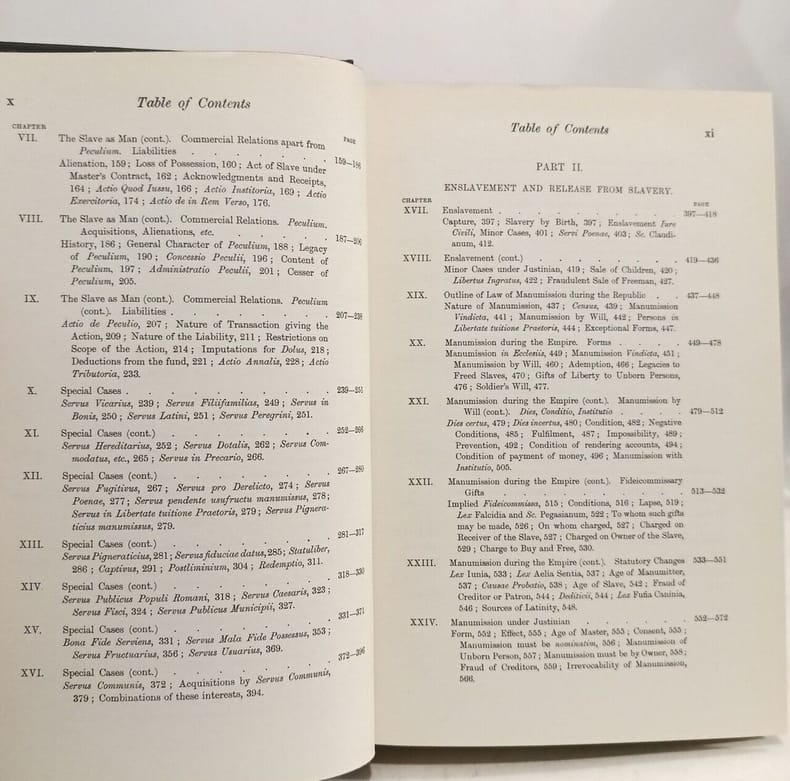 x
Table of Contents
CHAPTER
PAGE
VII. The Slave as Man (cont.). Commercial Relations apart from
Peculium. Liabilities . . . . . . 159—186
Alienation, 159; Loss of Possession, 160; Act of Slave under
Master's Contract, 162; Acknowledgments and Receipts,
164; Actio Quod Iussu, 166; Actio Institoria, 169; Actio
Exercitoria, 174; Actio de in Rem Verso, 176.
VIII. The Slave as Man (cont.). Commercial Relations. Peculium.
Acquisitions, Alienations, etc. . . . . . 187—206
History, 186; General Character of Peculium, 188; Legacy
of Peculium, 190; Concessio Peculii, 196; Content of
Peculium, 197; Administratio Peculii, 201; Cesser of
Peculium, 205.
IX. The Slave as Man (cont.). Commercial Relations. Peculium
(cont.). Liabilities . . . . . . . 207—238
Actio de Peculio, 207; Nature of Transaction giving the
Action, 209; Nature of the Liability, 211; Restrictions on
Scope of the Action, 214; Imputations for Dolus, 218;
Deductions from the fund, 221; Actio Annalis, 228; Actio
Tributoria, 233.
X. Special Cases . . . . . . . . . 239—251
Servus Vicarius, 239; Servus Filiifamilias, 249; Servus in
Bonis, 250; Servus Latini, 251; Servus Peregrini, 251.
XI. Special Cases (cont.) . . . . . . . 252—266
Servus Hereditarius, 252; Servus Dotalis, 262; Servus Com-
modatus, etc., 265; Servus in Precario, 266.
XII. Special Cases (cont.) . . . . . . . 267—280
Servus Fugitivus, 267; Servus pro Derelicto, 274; Servus
Poenae, 277; Servus pendente usufructu manumissus, 278;
Servus in Libertate tuitione Praetoris, 279; Servus Pignera-
ticius manumissus, 279.
XIII. Special Cases (cont.) . . . . . . . 281—317
Servus Pigneraticius, 281; Servus fiduciae datus, 285; Statuliber,
286; Captivus, 291; Postliminium, 304; Redemptio, 311.
XIV. Special Cases (cont.) . . . . . . . 318—330
Servus Publicus Populi Romani, 318; Servus Caesaris, 323;
Servus Fisci, 324; Servus Publicus Municipii, 327.
XV. Special Cases (cont.) . . . . . . . 331—371
Bona Fide Serviens, 331; Servus Mala Fide Possessus, 353;
Servus Fructuarius, 356; Servus Usuarius, 369.
XVI. Special Cases (cont.) . . . . . . . 372—396
Servus Communis, 372; Acquisitions by Servus Communis,
379; Combinations of these interests, 394.
Table of Contents
xi
PART II.
ENSLAVEMENT AND RELEASE FROM SLAVERY.
CHAPTER
PAGE
XVII. Enslavement . . . . . . . . . 397—418
Capture, 397; Slavery by Birth, 397; Enslavement Iure
Civili, Minor Cases, 401; Servi Poenae, 403; Sc. Claudi-
anum, 412.
XVIII. Enslavement (cont.) . . . . . . . 419—436
Minor Cases under Justinian, 419; Sale of Children, 420;
Libertus Ingratus, 422; Fraudulent Sale of Freeman, 427.
XIX. Outline of Law of Manumission during the Republic . . 437—448
Nature of Manumission, 437; Census, 439; Manumission
Vindicta, 441; Manumission by Will, 442; Persons in
Libertate tuitione Praetoris, 444; Exceptional Forms, 447.
XX. Manumission during the Empire. Forms . . . . 449—478
Manumission in Ecclesiis, 449; Manumission Vindicta, 451;
Manumission by Will, 460; Ademption, 466; Legacies to
Freed Slaves, 470; Gifts of Liberty to Unborn Persons,
476; Soldier's Will, 477.
XXI. Manumission during the Empire (cont.). Manumission by
Will (cont.). Dies, Conditio, Institutio . . . . 479—512
Dies certus, 479; Dies incertus, 480; Condition, 482; Negative
Conditions, 485; Fulfilment, 487; Impossibility, 489;
Prevention, 492; Condition of rendering accounts, 494;
Condition of payment of money, 496; Manumission with
Institutio, 505.
XXII. Manumission during the Empire (cont.). Fideicommissary
Gifts . . . . . . . . . 513—532
Implied Fideicommissa, 515; Conditions, 516; Lapse, 519;
Lex Falcidia and Sc. Pegasianum, 522; To whom such gifts
may be made, 526; On whom charged, 527; Charged on
Receiver of the Slave, 527; Charged on Owner of the Slave,
529; Charge to Buy and Free, 530.
XXIII. Manumission during the Empire (cont.). Statutory Changes 533—551
Lex Iunia, 533; Lex Aelia Sentia, 537; Age of Manumitter,
537; Causae Probatio, 538; Age of Slave, 542; Fraud of
Creditor or Patron, 544; Dediticii, 544; Lex Fufia Caninia,
546; Sources of Latinity, 548.
XXIV. Manumission under Justinian . . . . . 552—572
Form, 552; Effect, 555; Age of Master, 555; Consent, 555;
Manumission must be nominatim, 556; Manumission of
Unborn Person, 557; Manumission must be by Owner, 558;
Fraud of Creditors, 559; Irrevocability of Manumission,
566.